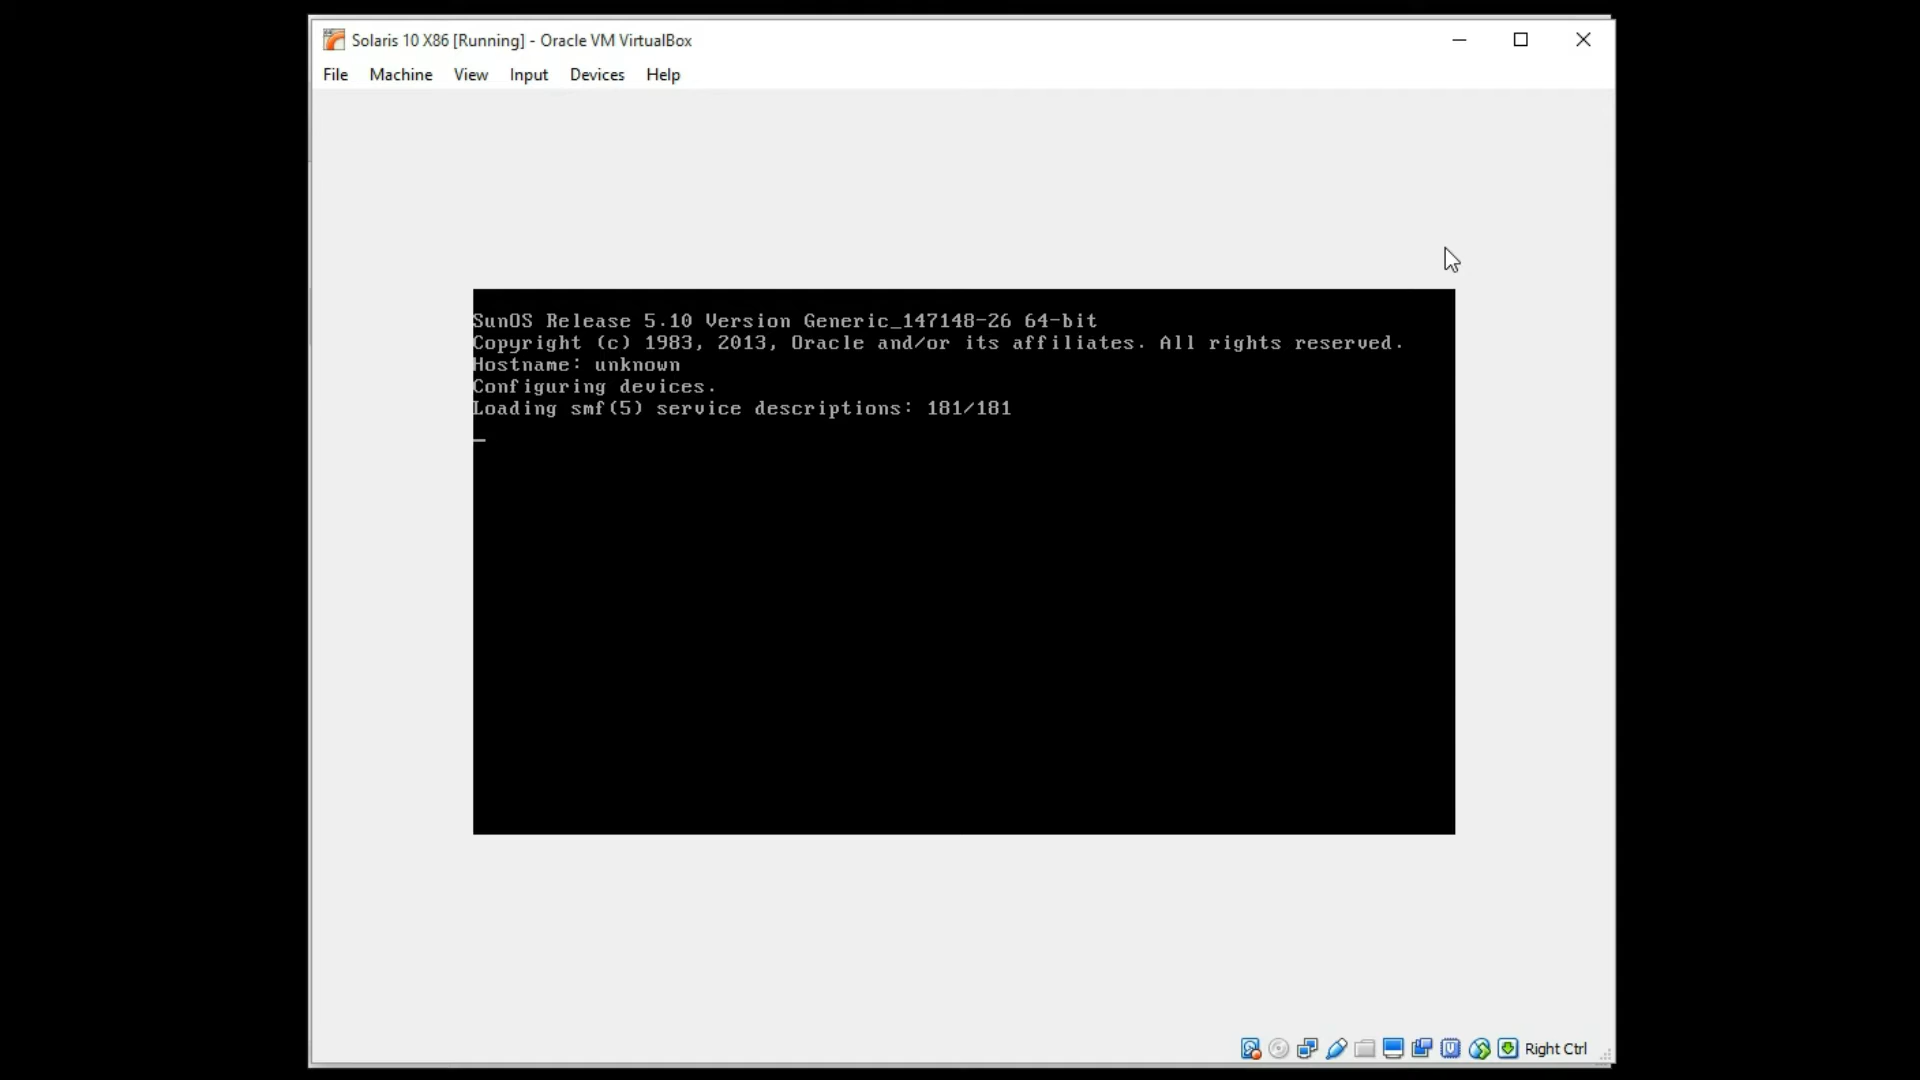 Solaris 10 X86 [Running] - Oracle VM VirtualBox
File Machine View Input Devices Help
SunOS Release 5.10 Version Generic_147148-26 64-bit
Copyright (c) 1983, 2013, Oracle and/or its affiliates. All rights reserved.
Hostname: unknown
Configuring devices.
Loading smf(5) service descriptions: 181/181
Right Ctrl